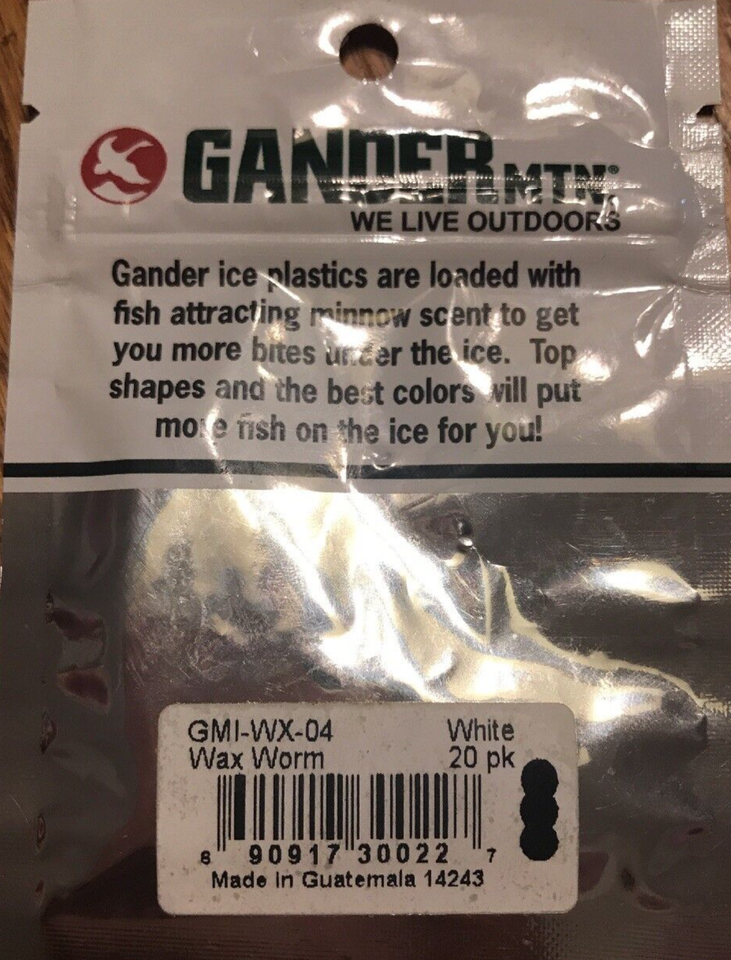 GANDER MTN®
WE LIVE OUTDOORS
Gander ice plastics are loaded with
fish attracting minnow scent to get
you more bites under the ice. Top
shapes and the best colors will put
more fish on the ice for you!
GMI-WX-04 White
Wax Worm 20 pk
8 90917 30022 7
Made in Guatemala 14243